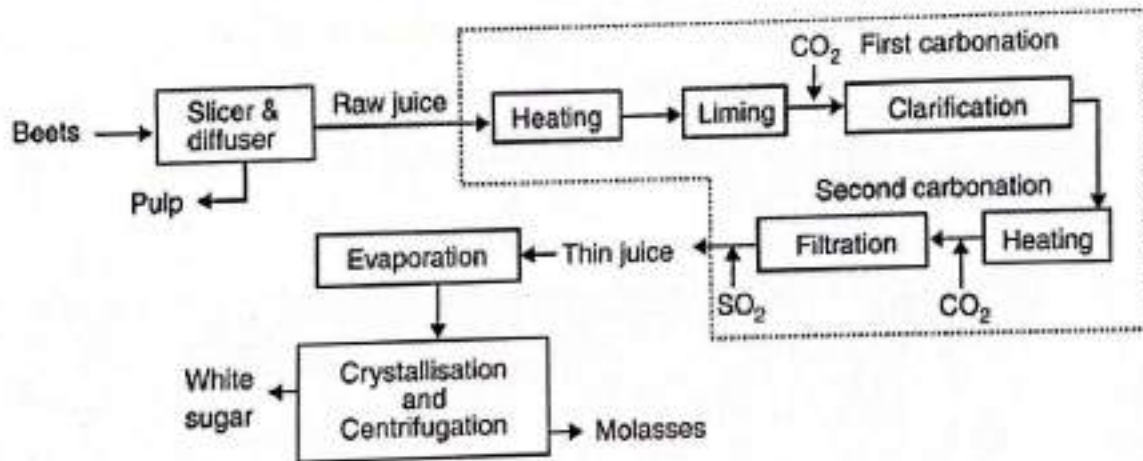 CO₂ First carbonation
Beets
Slicer &
diffuser
Raw juice
Heating
Liming
Clarification
Pulp
Second carbonation
Evaporation
Thin juice
Filtration
Heating
SO₂
CO₂
White
sugar
Crystallisation
and
Centrifugation
Molasses